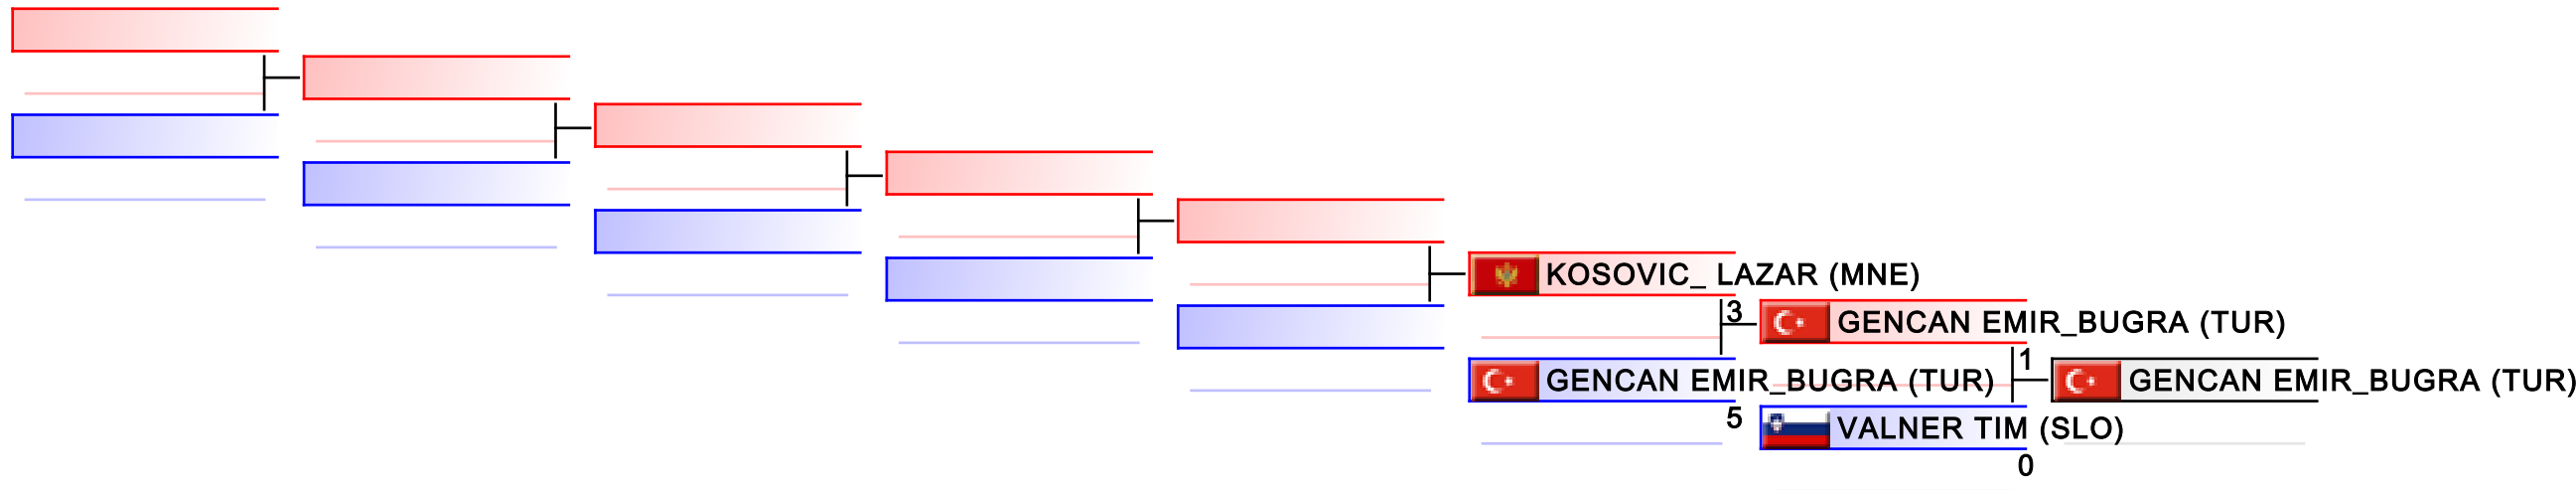 KOSOVIC_ LAZAR (MNE)
3
GENCAN EMIR_BUGRA (TUR)
1
GENCAN EMIR_BUGRA (TUR)
GENCAN EMIR_BUGRA (TUR)
5
VALNER TIM (SLO)
0